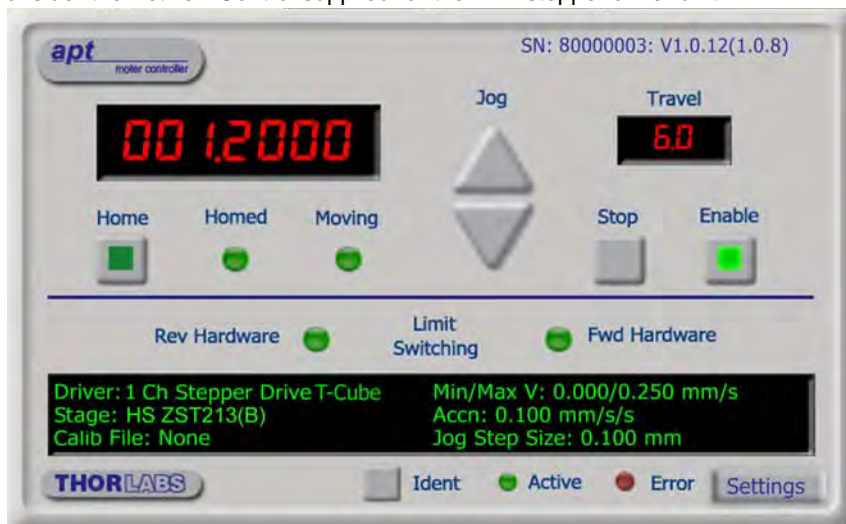 apt
motor controller
SN: 80000003: V1.0.12(1.0.8)
Jog
Travel
001.2000
6.0
Home
Homed
Moving
Stop
Enable
Rev Hardware
Limit
Switching
Fwd Hardware
Driver: 1 Ch Stepper Drive T-Cube
Min/Max V: 0.000/0.250 mm/s
Stage: HS ZST213(B)
Accn: 0.100 mm/s/s
Calib File: None
Jog Step Size: 0.100 mm
THORLABS
Ident
Active
Error
Settings